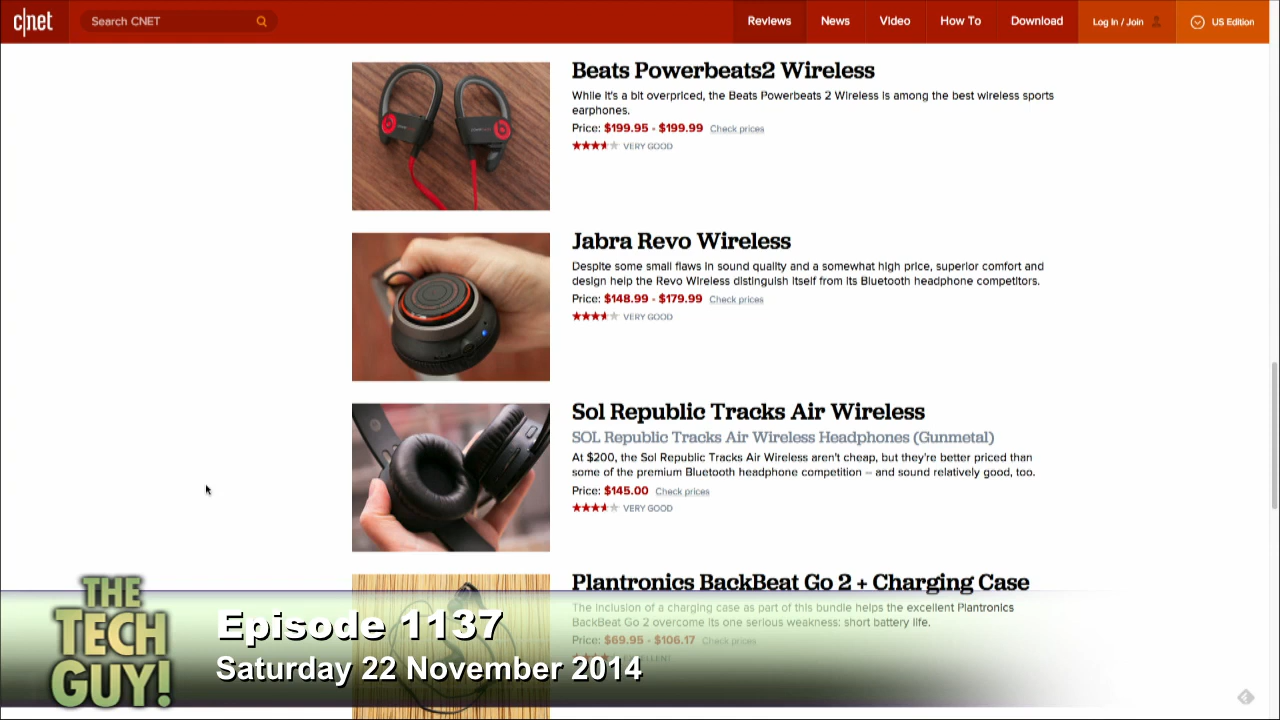 c|net
Search CNET
Reviews
News
Video
How To
Download
Log In / Join
US Edition
Beats Powerbeats2 Wireless
While it's a bit overpriced, the Beats Powerbeats 2 Wireless is among the best wireless sports
earphones.
Price: $199.95 - $199.99 Check prices
VERY GOOD
Jabra Revo Wireless
Despite some small flaws in sound quality and a somewhat high price, superior comfort and
design help the Revo Wireless distinguish itself from its Bluetooth headphone competitors.
Price: $148.99 - $179.99 Check prices
VERY GOOD
Sol Republic Tracks Air Wireless
SOL Republic Tracks Air Wireless Headphones (Gunmetal)
At $200, the Sol Republic Tracks Air Wireless aren't cheap, but they're better priced than
some of the premium Bluetooth headphone competition -- and sound relatively good, too.
Price: $145.00 Check prices
VERY GOOD
Plantronics BackBeat Go 2 + Charging Case
The inclusion of a charging case as part of this bundle helps the excellent Plantronics
BackBeat Go 2 overcome its one serious weakness: short battery life.
Price: $69.95 - $106.17 Check prices
THE
TECH
GUY!
Episode 1137
Saturday 22 November 2014